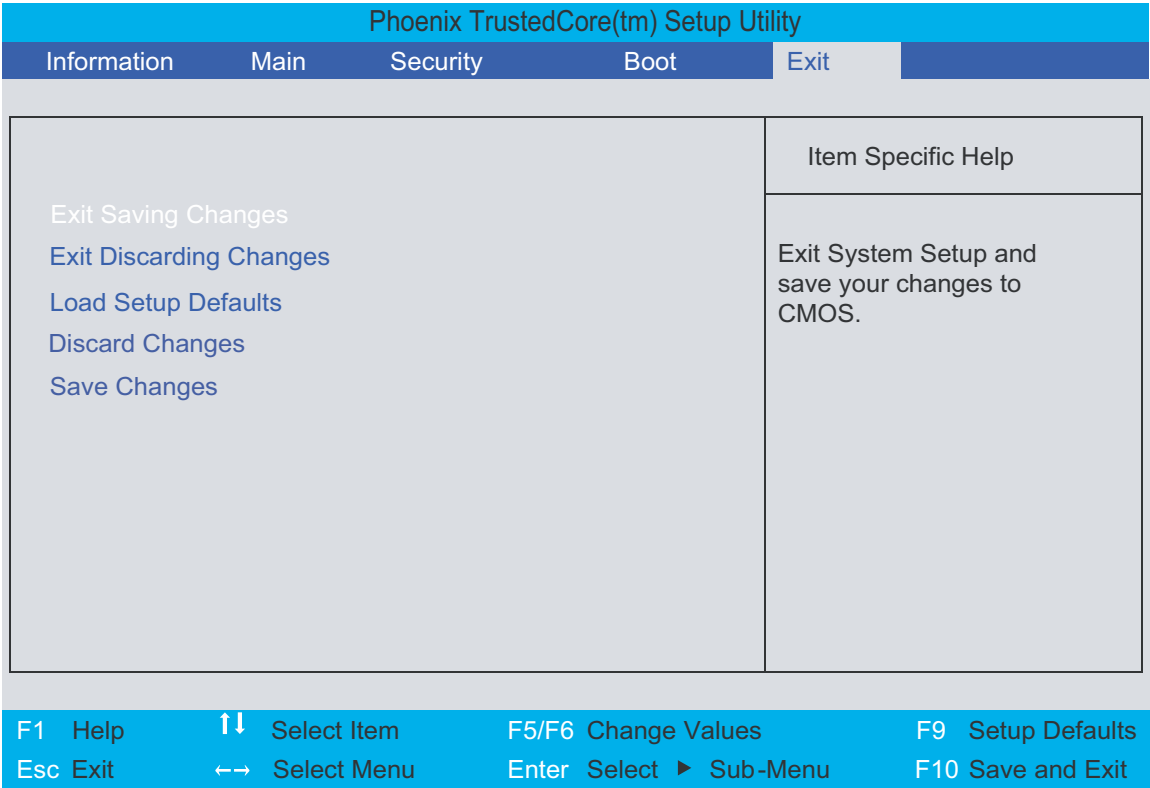 Phoenix TrustedCore(tm) Setup Utility
Information Main Security Boot Exit
Item Specific Help
Exit Saving Changes
Exit Discarding Changes
Load Setup Defaults
Discard Changes
Save Changes
Exit System Setup and
save your changes to
CMOS.
F1 Help ↑↓ Select Item F5/F6 Change Values F9 Setup Defaults
Esc Exit ←→ Select Menu Enter Select ▶ Sub-Menu F10 Save and Exit